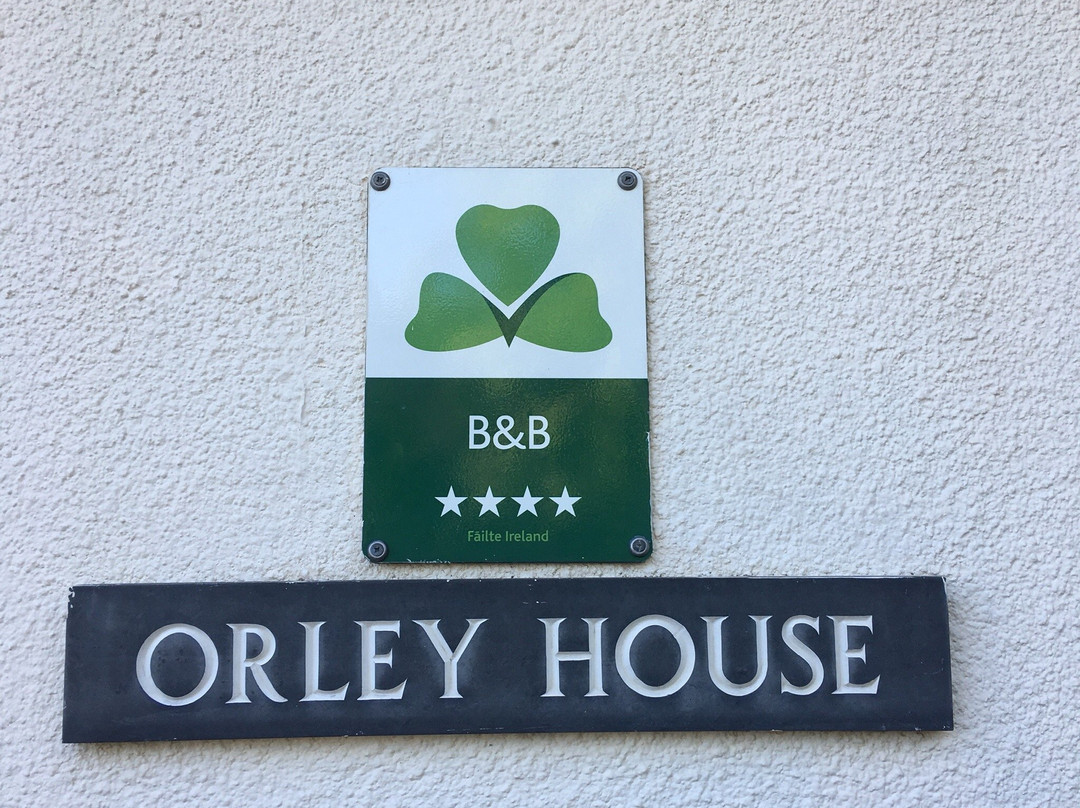 B&B
★★★★
Fáilte Ireland
ORLEY HOUSE